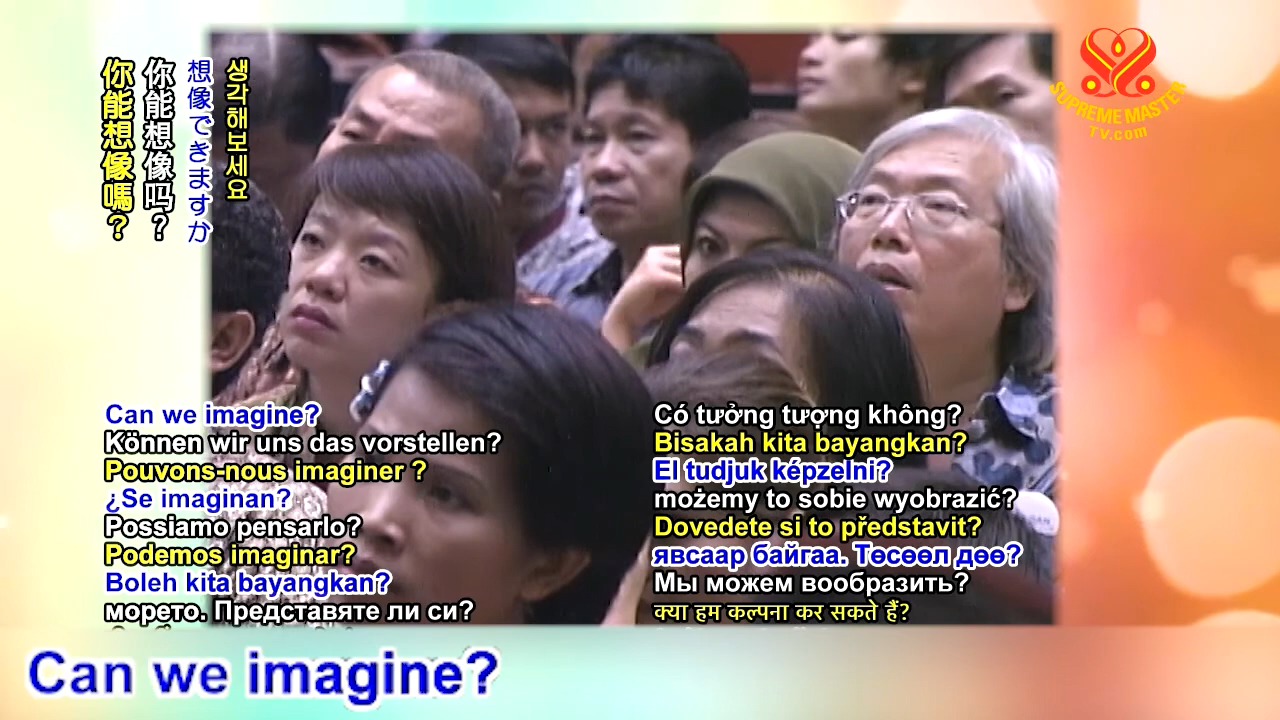 你能想像嗎？
你能想像吗？
想像できますか
생각해보세요
SUPREME MASTER
TV.com
Can we imagine?
Können wir uns das vorstellen?
Pouvons-nous imaginer ?
¿Se imaginan?
Possiamo pensarlo?
Podemos imaginar?
Boleh kita bayangkan?
морето. Представяте ли си?
Có tưởng tượng không?
Bisakah kita bayangkan?
El tudjuk képzelni?
możemy to sobie wyobrazić?
Dovedete si to představit?
явсаар байгаа. Төсөөл дөө?
Мы можем вообразить?
क्या हम कल्पना कर सकते हैं?
Can we imagine?